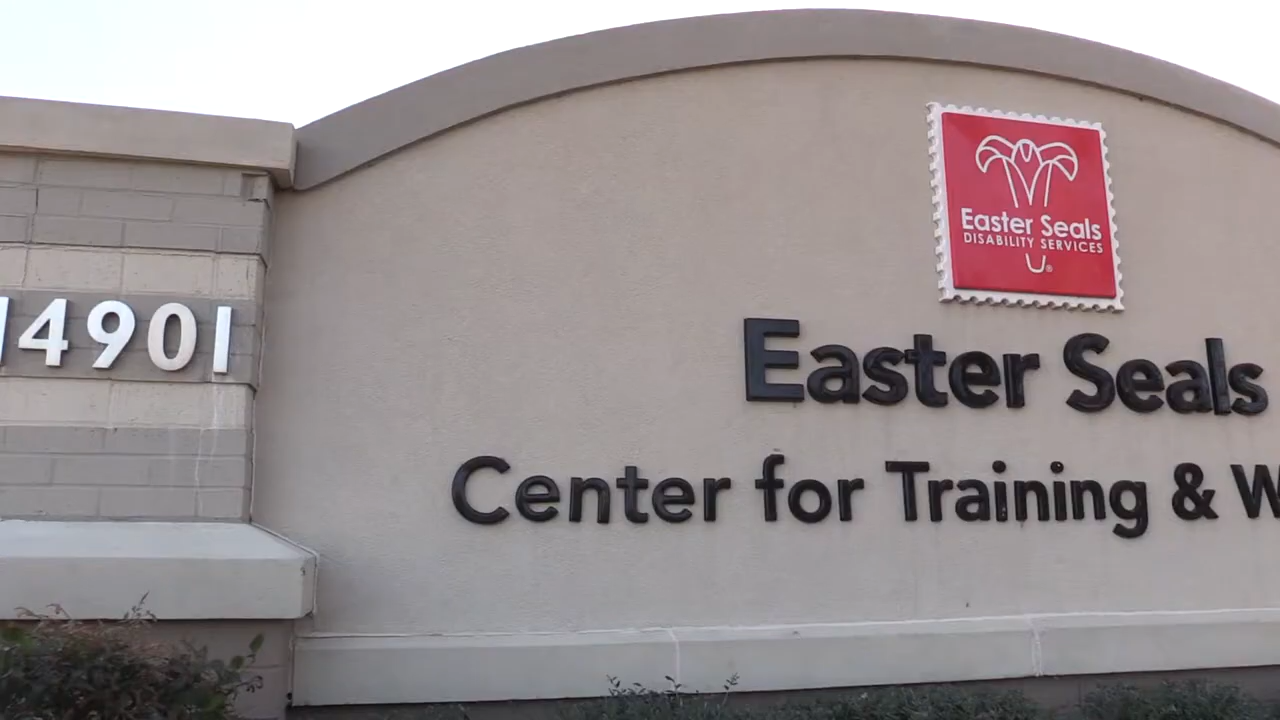 14901
Easter Seals
DISABILITY SERVICES
®
Easter Seals
Center for Training & W